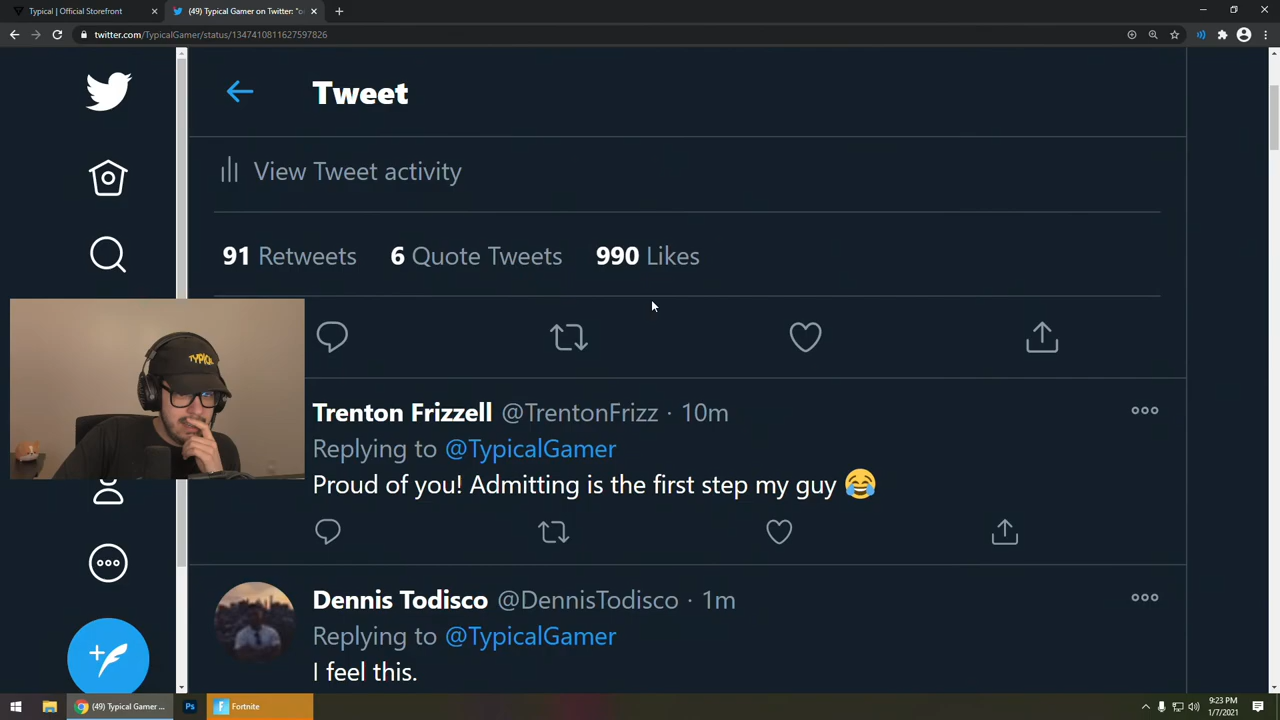 Typical | Official Storefront
(49) Typical Gamer on Twitter: "o
twitter.com/TypicalGamer/status/1347410811627597826
Tweet
View Tweet activity
91 Retweets 6 Quote Tweets 990 Likes
TYPICAL
Trenton Frizzell @TrentonFrizz · 10m
Replying to @TypicalGamer
Proud of you! Admitting is the first step my guy 😂
Dennis Todisco @DennisTodisco · 1m
Replying to @TypicalGamer
I feel this.
(49) Typical Gamer ...
Ps
Fortnite
9:23 PM
1/7/2021